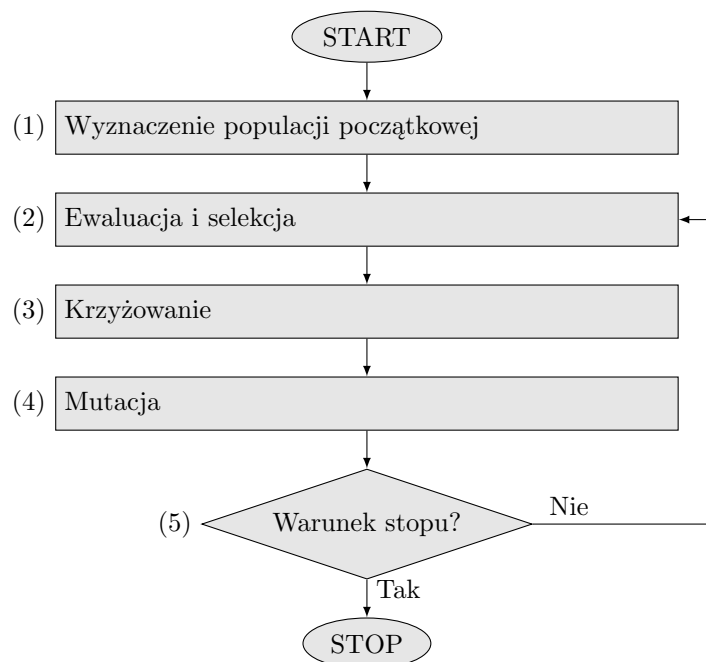 START
(1) Wyznaczenie populacji początkowej
(2) Ewaluacja i selekcja
(3) Krzyżowanie
(4) Mutacja
(5) Warunek stopu? Nie
Tak
STOP